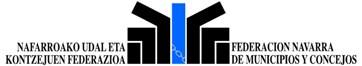 NAFARROAKO UDAL ETA
KONTZEJUEN FEDERAZIOA
FEDERACION NAVARRA
DE MUNICIPIOS Y CONCEJOS